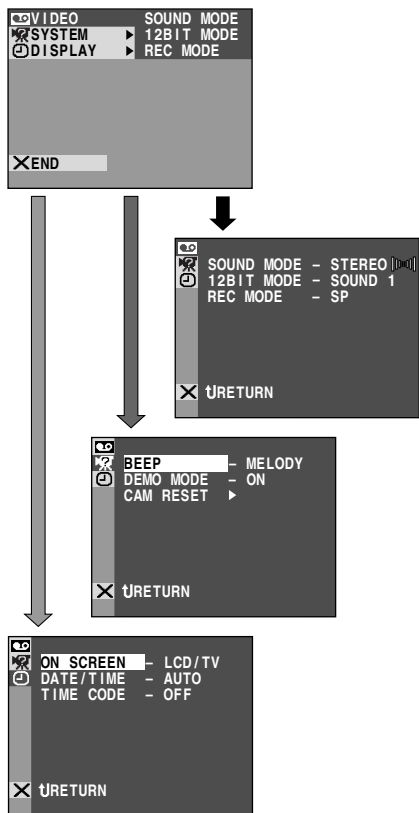 VIDEO SOUND MODE
SYSTEM 12BIT MODE
DISPLAY REC MODE
END
SOUND MODE – STEREO
12BIT MODE – SOUND 1
REC MODE – SP
RETURN
BEEP – MELODY
DEMO MODE – ON
CAM RESET
RETURN
ON SCREEN – LCD/TV
DATE/TIME – AUTO
TIME CODE – OFF
RETURN